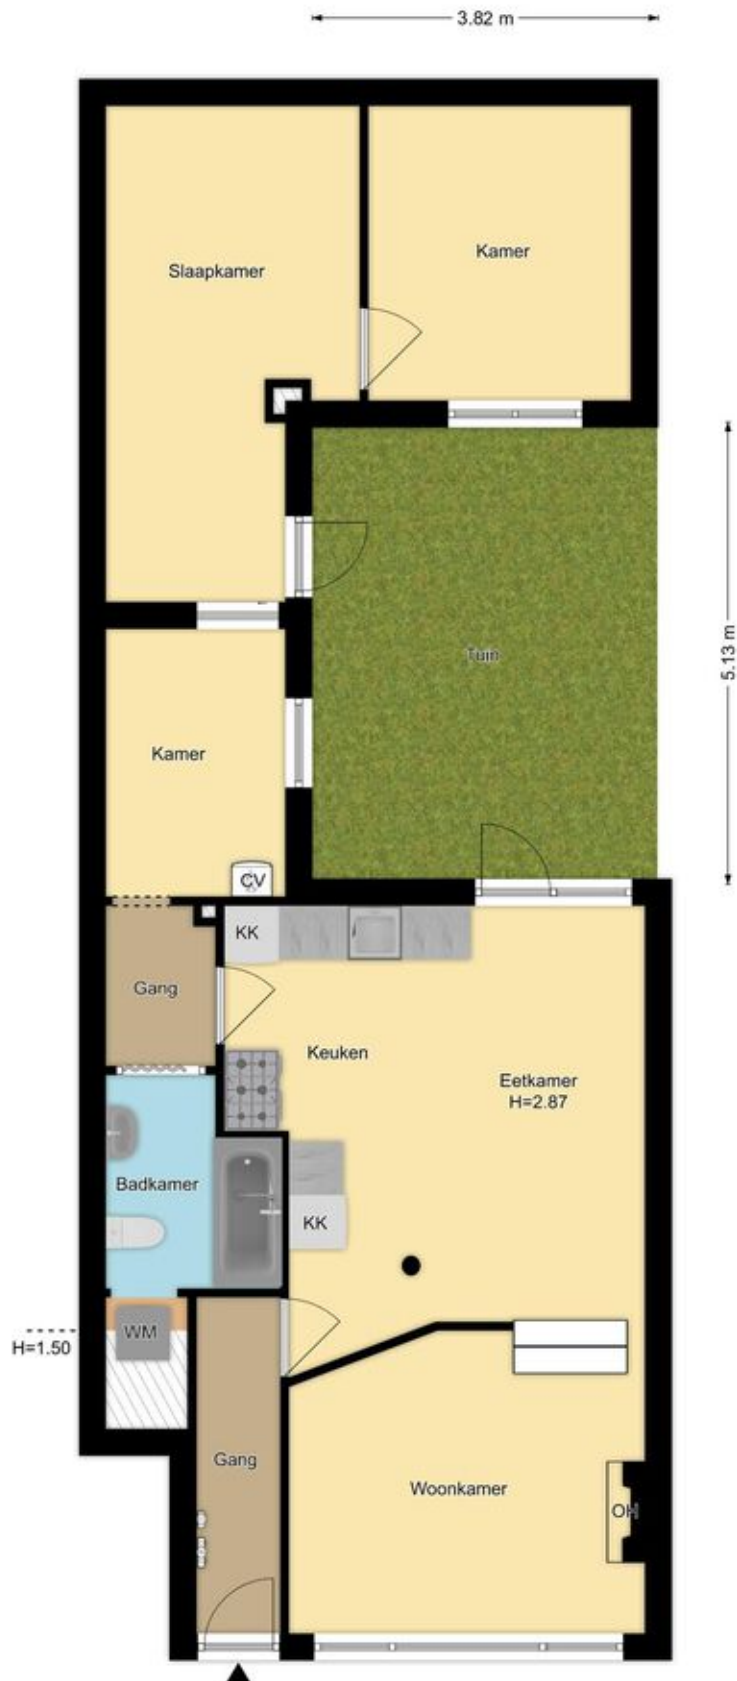 3.82 m
Slaapkamer
Kamer
Tuin
5.13 m
Kamer
CV
KK
Gang
Keuken
Eetkamer
H=2.87
Badkamer
KK
WM
H=1.50
Gang
Woonkamer
OH